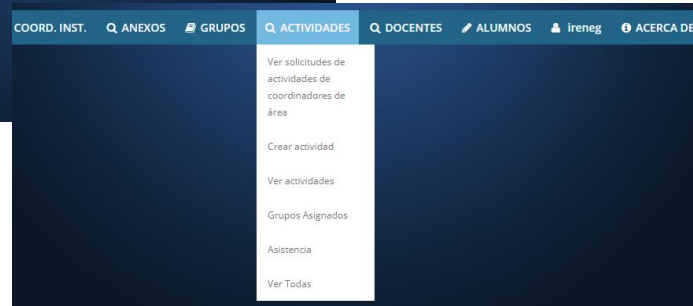 COORD. INST. ANEXOS GRUPOS ACTIVIDADES DOCENTES ALUMNOS ireneg ACERCA DE
Ver solicitudes de
actividades de
coordinadores de
área
Crear actividad
Ver actividades
Grupos Asignados
Asistencia
Ver Todas